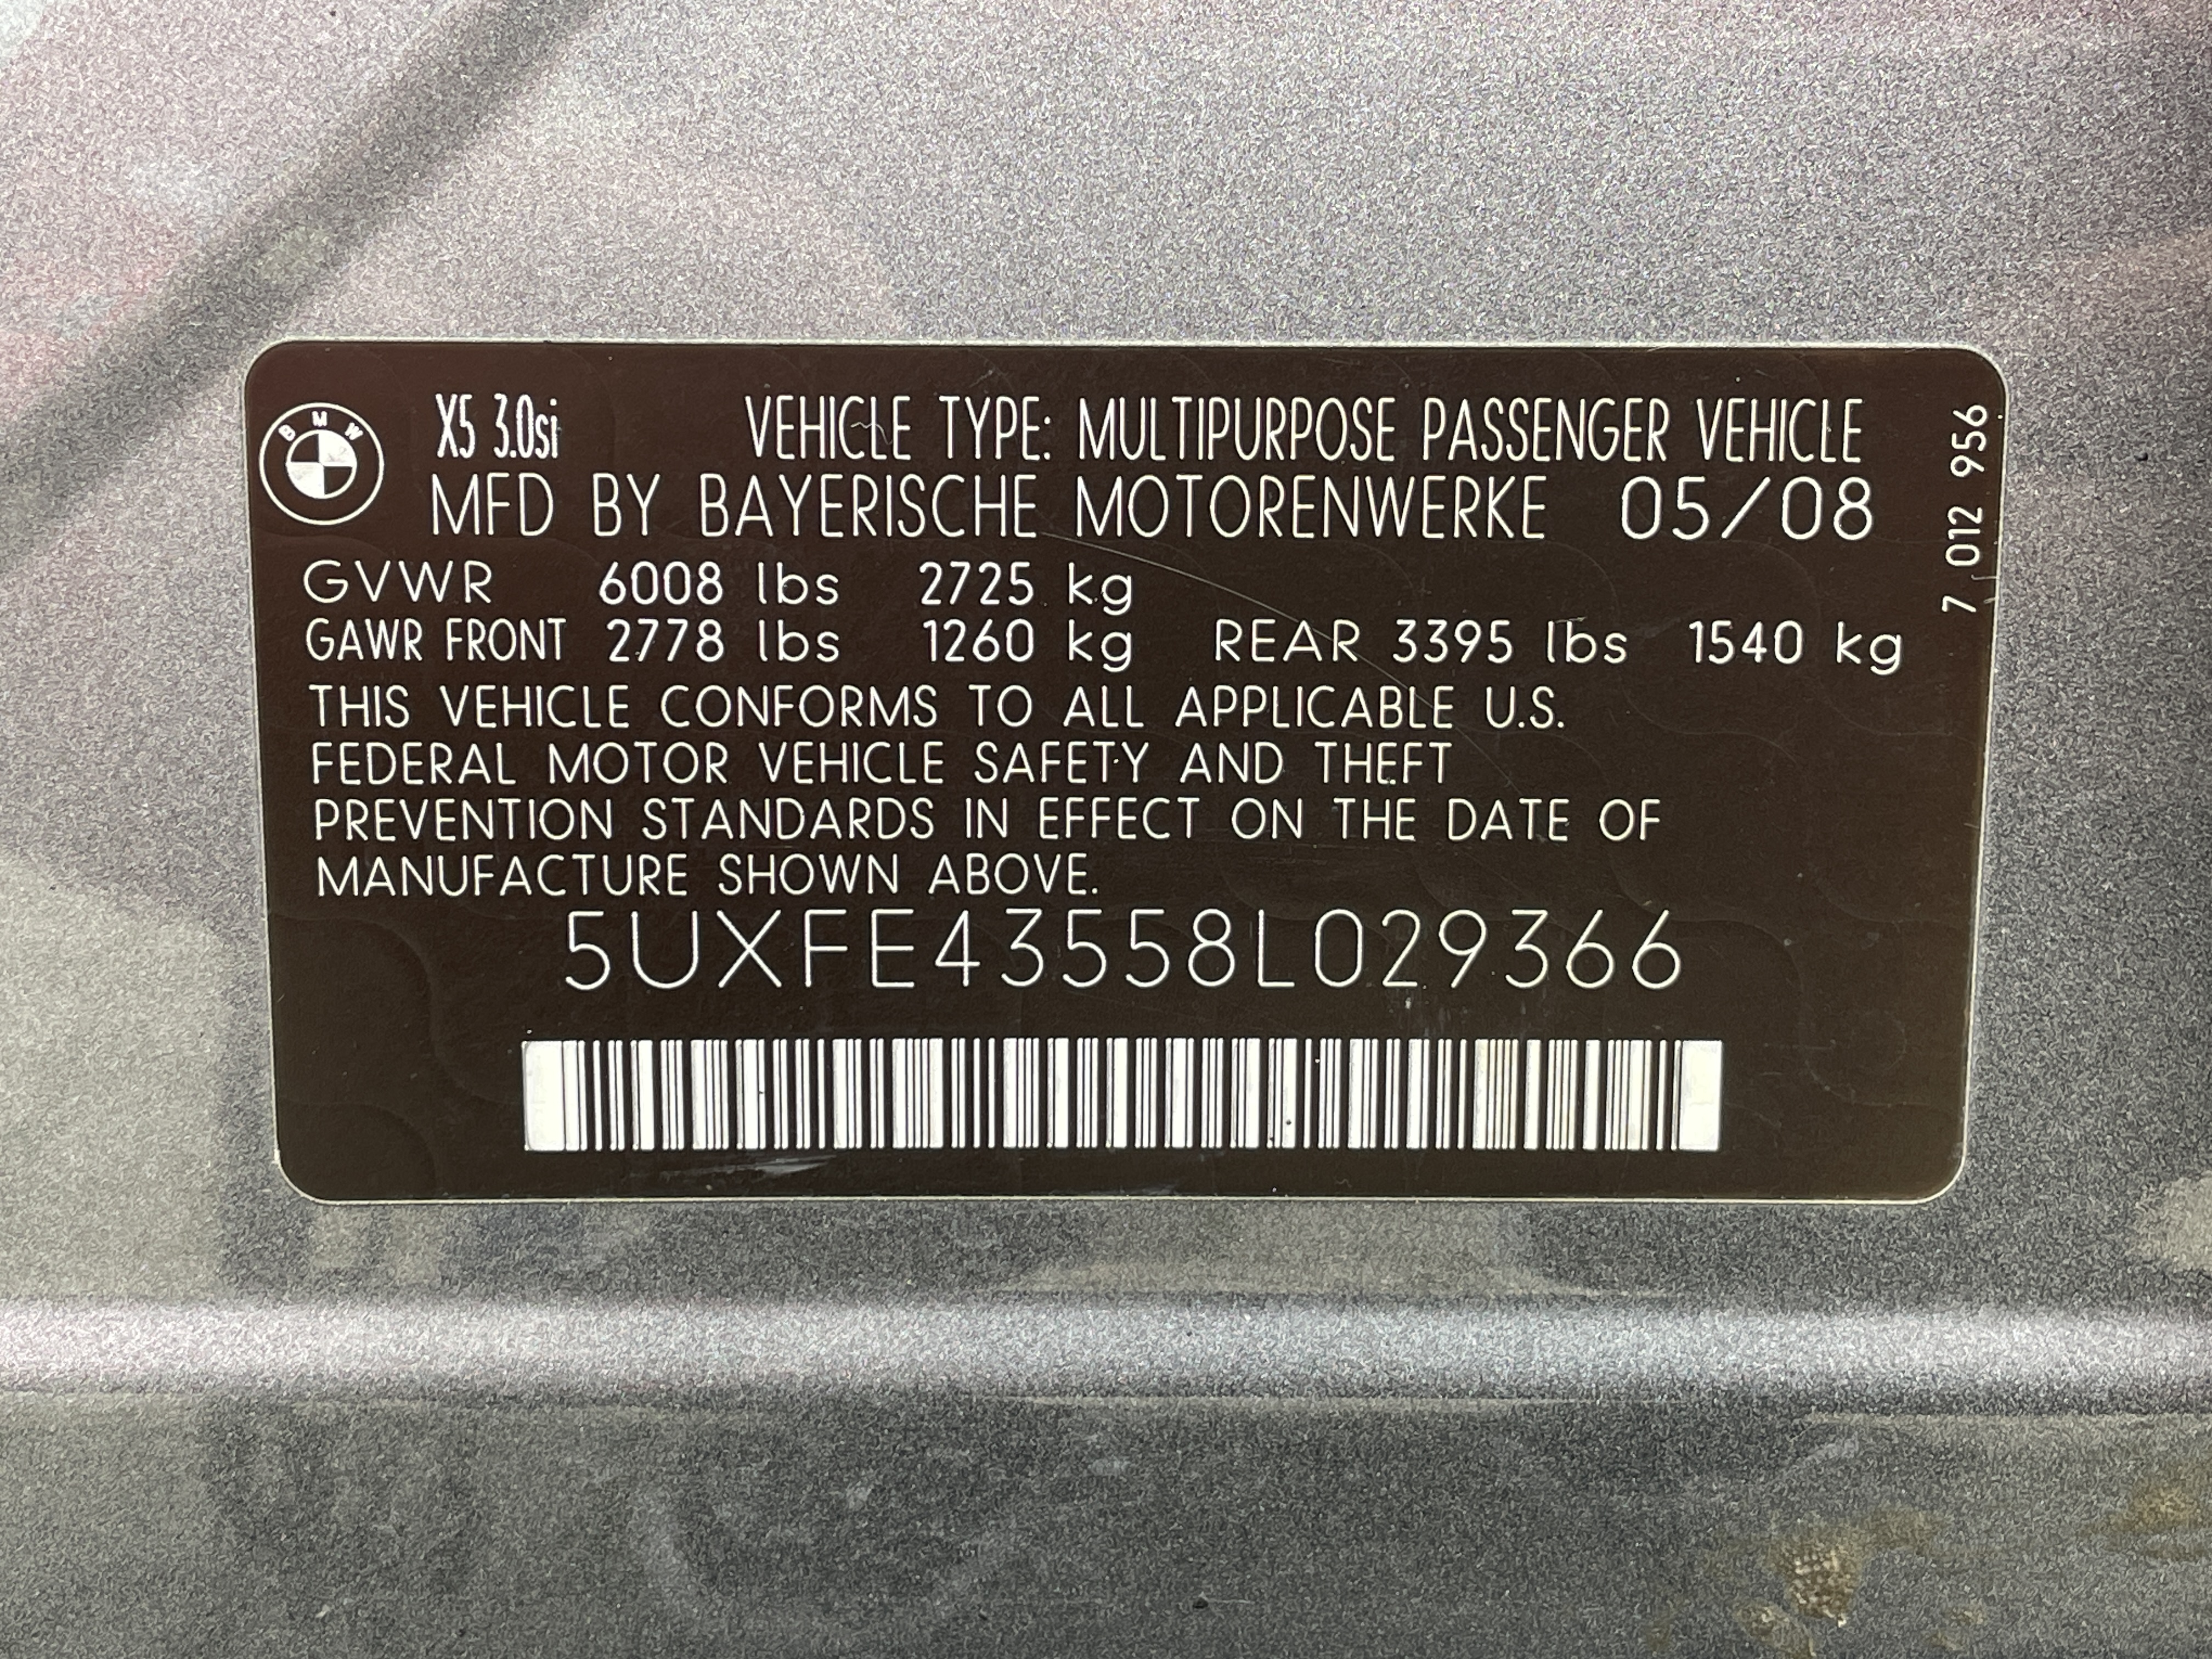 BMW
X5 3.0si VEHICLE TYPE: MULTIPURPOSE PASSENGER VEHICLE
MFD BY BAYERISCHE MOTORENWERKE 05/08
GVWR 6008 lbs 2725 kg
GAWR FRONT 2778 lbs 1260 kg REAR 3395 lbs 1540 kg
THIS VEHICLE CONFORMS TO ALL APPLICABLE U.S.
FEDERAL MOTOR VEHICLE SAFETY AND THEFT
PREVENTION STANDARDS IN EFFECT ON THE DATE OF
MANUFACTURE SHOWN ABOVE.
5UXFE43558L029366
7 012 956